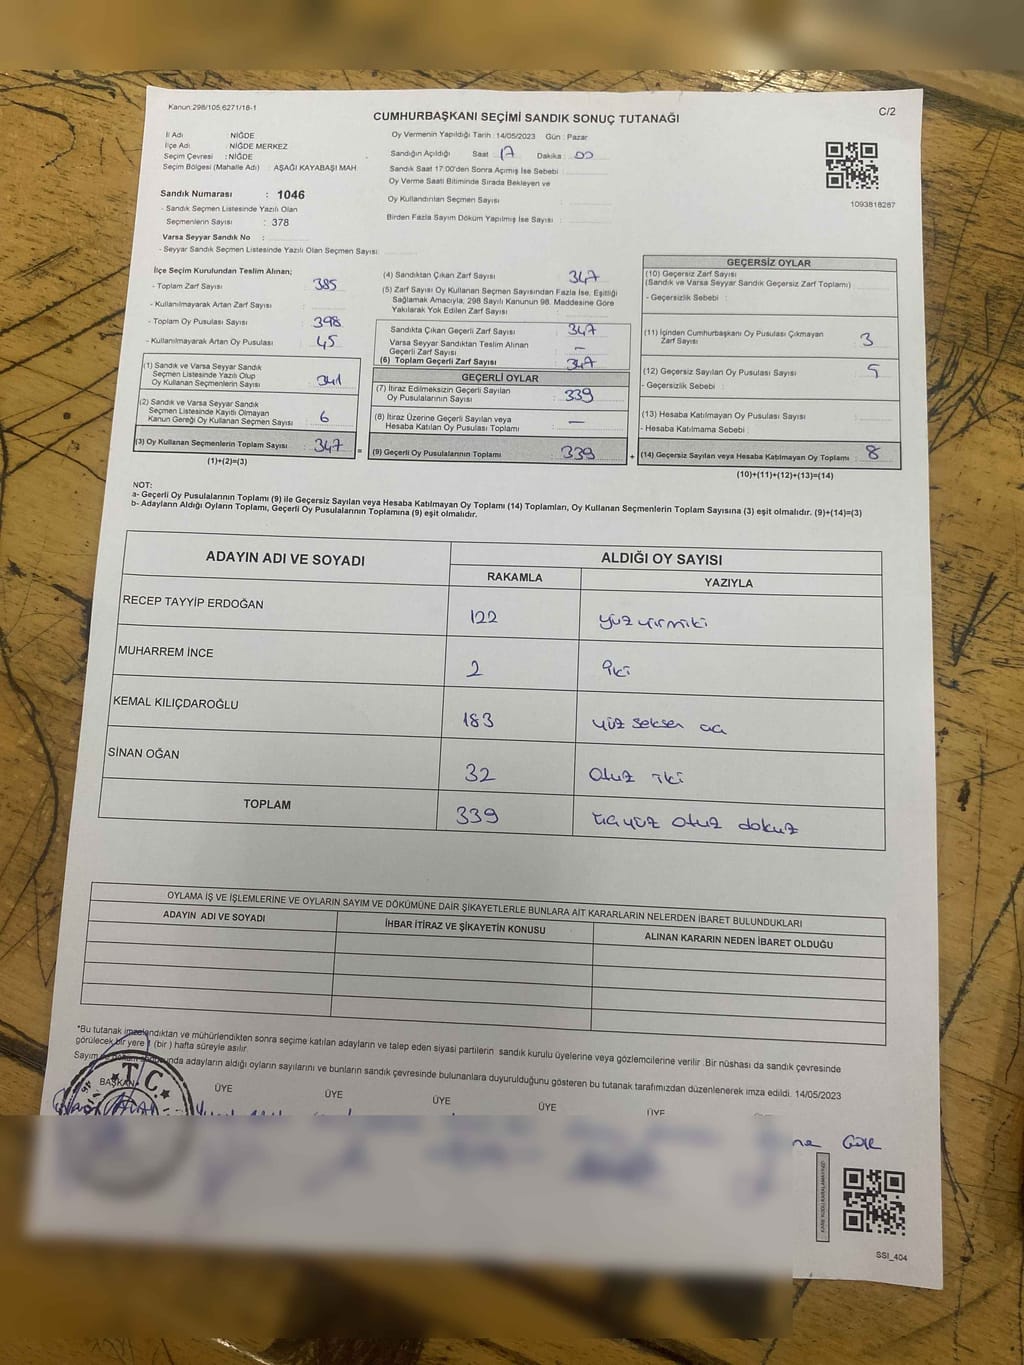 Kanun:298/105.6271/18-1
C/2
CUMHURBAŞKANI SEÇİMİ SANDIK SONUÇ TUTANAĞI
İl Adı : NİĞDE
İlçe Adı : NİĞDE MERKEZ
Seçim Çevresi : NİĞDE
Seçim Bölgesi (Mahalle Adı) : AŞAĞI KAYABAŞI MAH
Oy Vermenin Yapıldığı Tarih : 14/05/2023 Gün : Pazar
Sandığın Açıldığı Saat 17 Dakika : 00
Sandık Saat 17:00'den Sonra Açımış İse Sebebi :
Oy Verme Saati Bitiminde Sırada Bekleyen ve
Oy Kullandırılan Seçmen Sayısı :
Birden Fazla Sayım Döküm Yapılmış İse Sayısı :
1093818287
Sandık Numarası : 1046
- Sandık Seçmen Listesinde Yazılı Olan
Seçmenlerin Sayısı : 378
Varsa Seyyar Sandık No :
- Seyyar Sandık Seçmen Listesinde Yazılı Olan Seçmen Sayısı :
İlçe Seçim Kurulundan Teslim Alınan;
- Toplam Zarf Sayısı : 385
- Kullanılmayarak Artan Zarf Sayısı :
- Toplam Oy Pusulası Sayısı : 398
- Kullanılmayarak Artan Oy Pusulası : 45
(1) Sandık ve Varsa Seyyar Sandık
Seçmen Listesinde Yazılı Olup
Oy Kullanan Seçmenlerin Sayısı : 341
(2) Sandık ve Varsa Seyyar Sandık
Seçmen Listesinde Kayıtlı Olmayan
Kanun Gereği Oy Kullanan Seçmen Sayısı : 6
(3) Oy Kullanan Seçmenlerin Toplam Sayısı : 347
(1)+(2)=(3)
(4) Sandıktan Çıkan Zarf Sayısı : 347
(5) Zarf Sayısı Oy Kullanan Seçmen Sayısından Fazla İse, Eşitliği
Sağlamak Amacıyla, 298 Sayılı Kanunun 98. Maddesine Göre
Yakılarak Yok Edilen Zarf Sayısı :
Sandıkta Çıkan Geçerli Zarf Sayısı : 347
Varsa Seyyar Sandıktan Teslim Alınan
Geçerli Zarf Sayısı : –
(6) Toplam Geçerli Zarf Sayısı : 347
GEÇERLİ OYLAR
(7) İtiraz Edilmeksizin Geçerli Sayılan
Oy Pusulalarının Sayısı : 339
(8) İtiraz Üzerine Geçerli Sayılan veya
Hesaba Katılan Oy Pusulası Toplamı : –
(9) Geçerli Oy Pusulalarının Toplamı : 339
GEÇERSİZ OYLAR
(10) Geçersiz Zarf Sayısı
(Sandık ve Varsa Seyyar Sandık Geçersiz Zarf Toplamı) :
- Geçersizlik Sebebi :
(11) İçinden Cumhurbaşkanı Oy Pusulası Çıkmayan
Zarf Sayısı : 3
(12) Geçersiz Sayılan Oy Pusulası Sayısı : 5
- Geçersizlik Sebebi :
(13) Hesaba Katılmayan Oy Pusulası Sayısı :
- Hesaba Katılmama Sebebi :
(14) Geçersiz Sayılan veya Hesaba Katılmayan Oy Toplamı : 8
(10)+(11)+(12)+(13)=(14)
NOT:
a- Geçerli Oy Pusulalarının Toplamı (9) ile Geçersiz Sayılan veya Hesaba Katılmayan Oy Toplamı (14) Toplamları, Oy Kullanan Seçmenlerin Toplam Sayısına (3) eşit olmalıdır. (9)+(14)=(3)
b- Adayların Aldığı Oyların Toplamı, Geçerli Oy Pusulalarının Toplamına (9) eşit olmalıdır.
ADAYIN ADI VE SOYADI
ALDIĞI OY SAYISI
RAKAMLA YAZIYLA
RECEP TAYYİP ERDOĞAN 122 yüz yirmiki
MUHARREM İNCE 2 iki
KEMAL KILIÇDAROĞLU 183 yüz seksen üç
SİNAN OĞAN 32 otuz iki
TOPLAM 339 üçyüz otuz dokuz
OYLAMA İŞ VE İŞLEMLERİNE VE OYLARIN SAYIM VE DÖKÜMÜNE DAİR ŞİKAYETLERLE BUNLARA AİT KARARLARIN NELERDEN İBARET BULUNDUKLARI
ADAYIN ADI VE SOYADI İHBAR İTİRAZ VE ŞİKAYETİN KONUSU ALINAN KARARIN NEDEN İBARET OLDUĞU
*Bu tutanak imzalandıktan ve mühürlendikten sonra seçime katılan adayların ve talep eden siyasi partilerin sandık kurulu üyelerine veya gözlemcilerine verilir. Bir nüshası da sandık çevresinde
görülecek bir yere 1 (bir) hafta süreyle asılır.
Sayım adayların aldığı oyların sayılarını ve bunların sandık çevresinde bulunanlara duyurulduğunu gösteren bu tutanak tarafımızdan düzenlenerek imza edildi. 14/05/2023
BAŞKAN ÜYE ÜYE ÜYE ÜYE ÜYE
T.C.
SSI_404